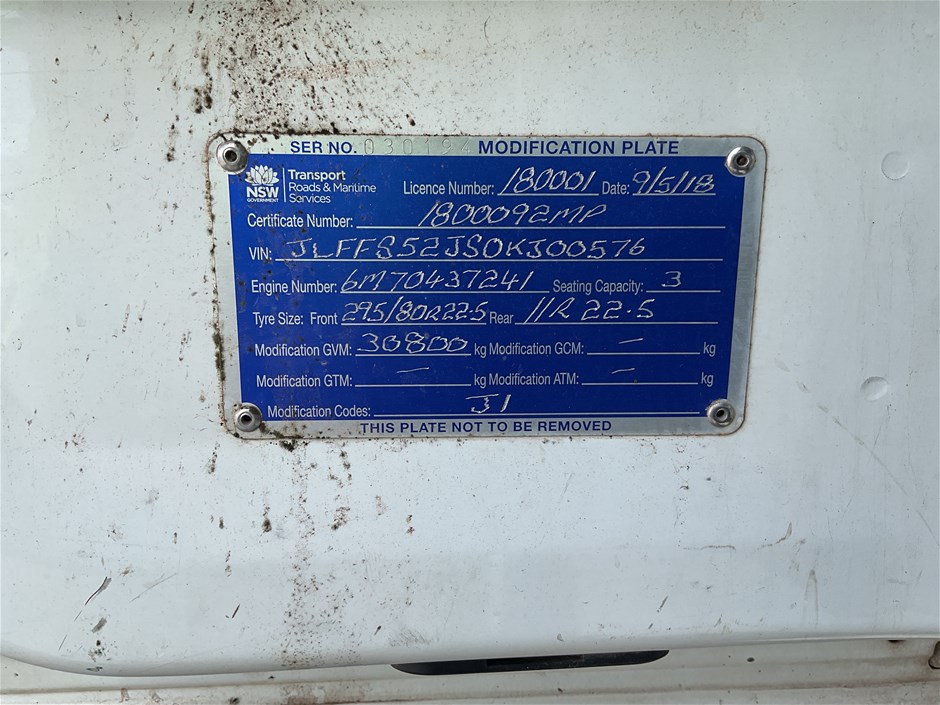 SER NO. 030194 MODIFICATION PLATE
NSW GOVERNMENT Transport Roads & Maritime Services
Licence Number: 180001 Date: 9/5/18
Certificate Number: 1800092MP
VIN: JLFFS52JS0KJ00576
Engine Number: 6M70437241 Seating Capacity: 3
Tyre Size: Front 295/80R22.5 Rear 11R 22.5
Modification GVM: 30800 kg Modification GCM: – kg
Modification GTM: – kg Modification ATM: – kg
Modification Codes: J1
THIS PLATE NOT TO BE REMOVED